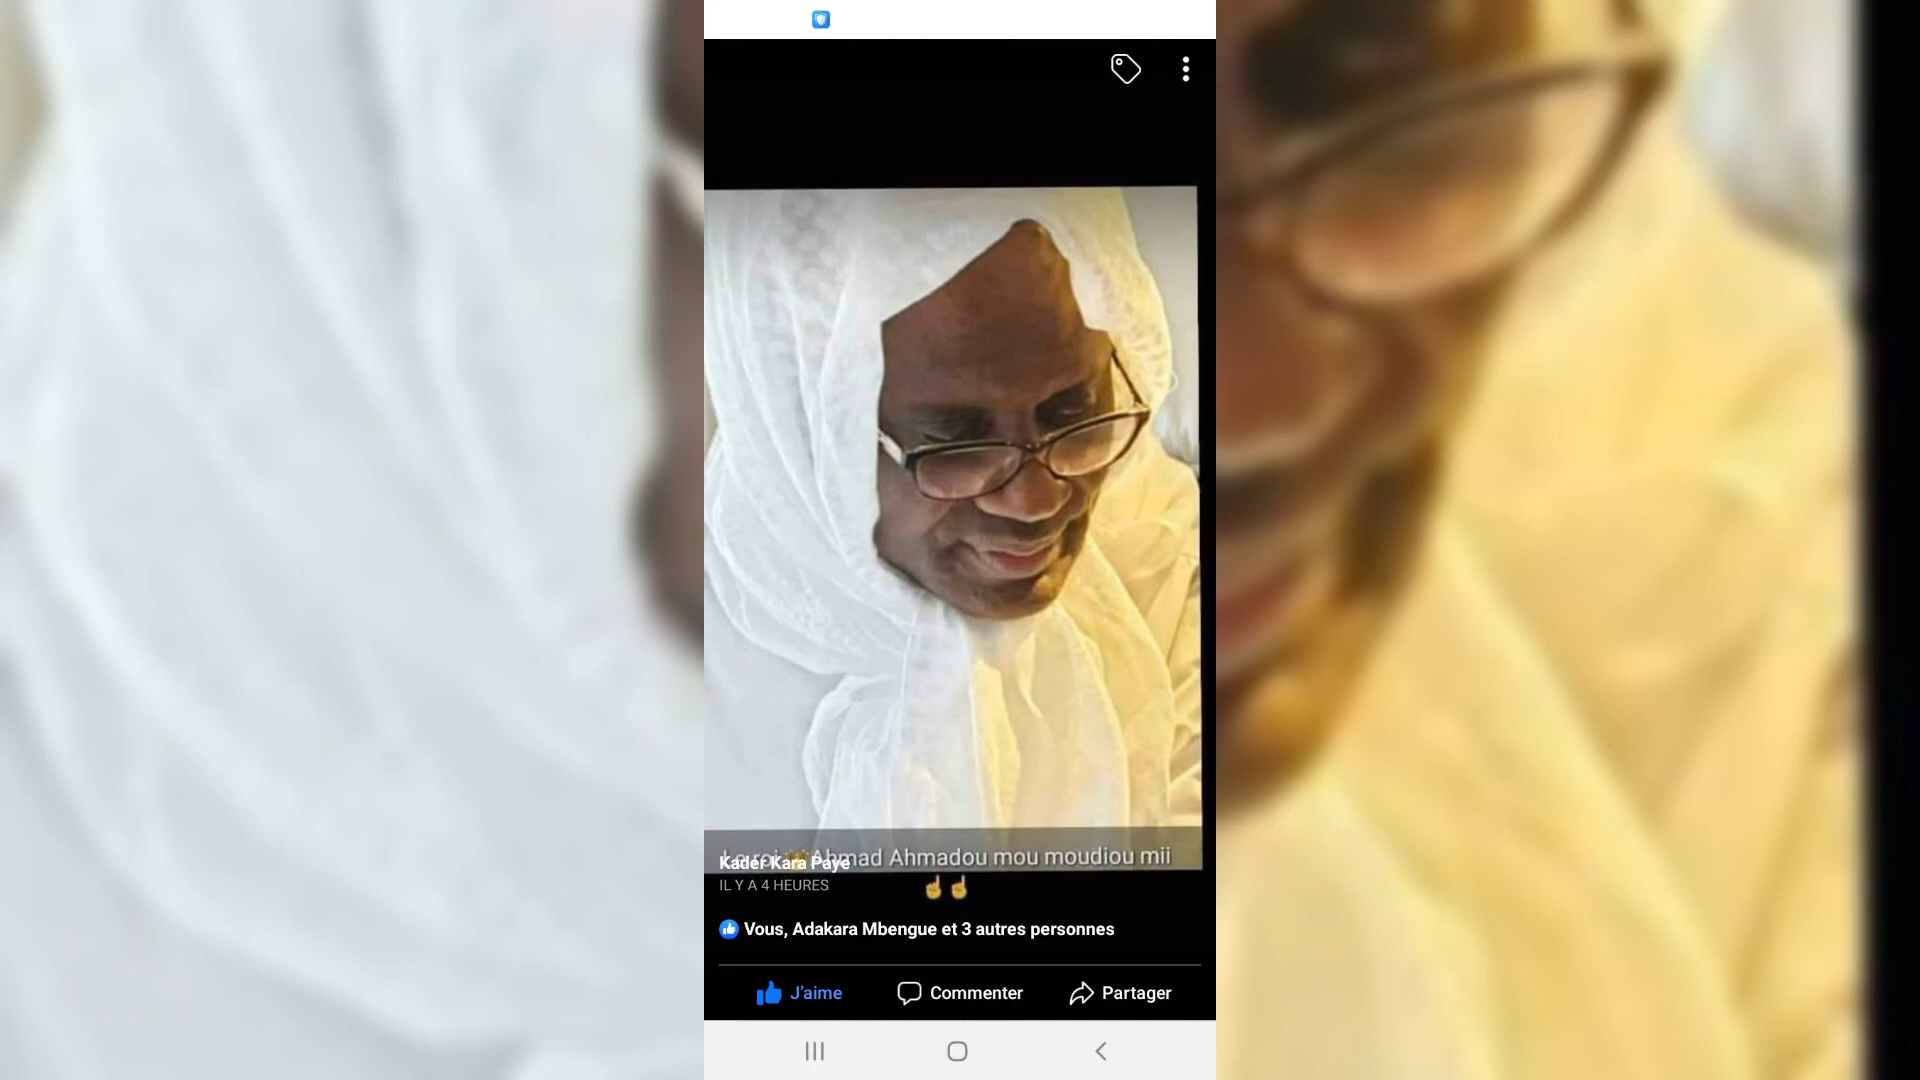 Ahmad Ahmadou mou moudiou mii
Kader Kara Paye
IL Y A 4 HEURES
☝☝
Vous, Adakara Mbengue et 3 autres personnes
J'aime
Commenter
Partager